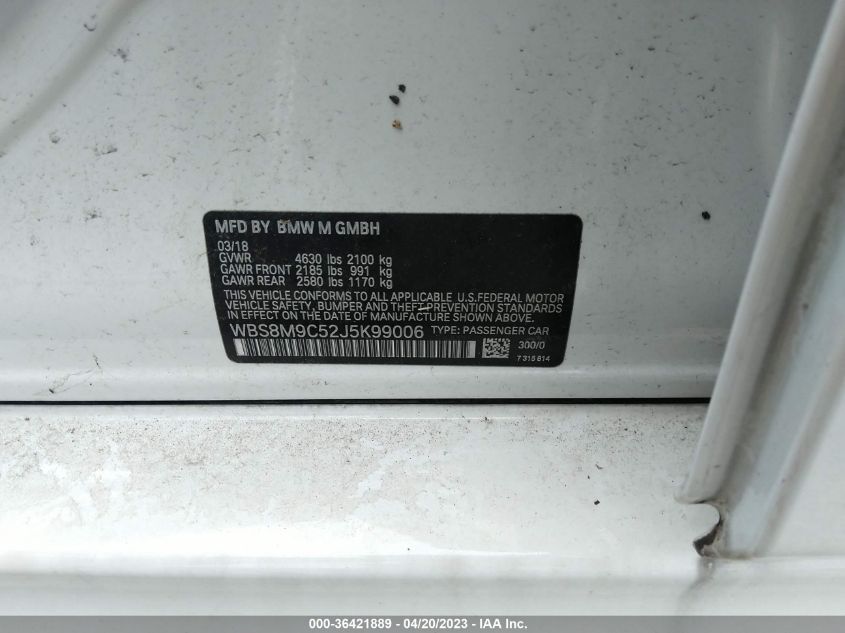 MFD BY BMW M GMBH
03/18
GVWR 4630 lbs 2100 kg
GAWR FRONT 2185 lbs 991 kg
GAWR REAR 2580 lbs 1170 kg
THIS VEHICLE CONFORMS TO ALL APPLICABLE U.S.FEDERAL MOTOR
VEHICLE SAFETY, BUMPER AND THEFT PREVENTION STANDARDS
IN EFFECT ON THE DATE OF MANUFACTURE SHOWN ABOVE.
WBS8M9C52J5K99006 TYPE: PASSENGER CAR
300/0
7 315 814
000-36421889 - 04/20/2023 - IAA Inc.